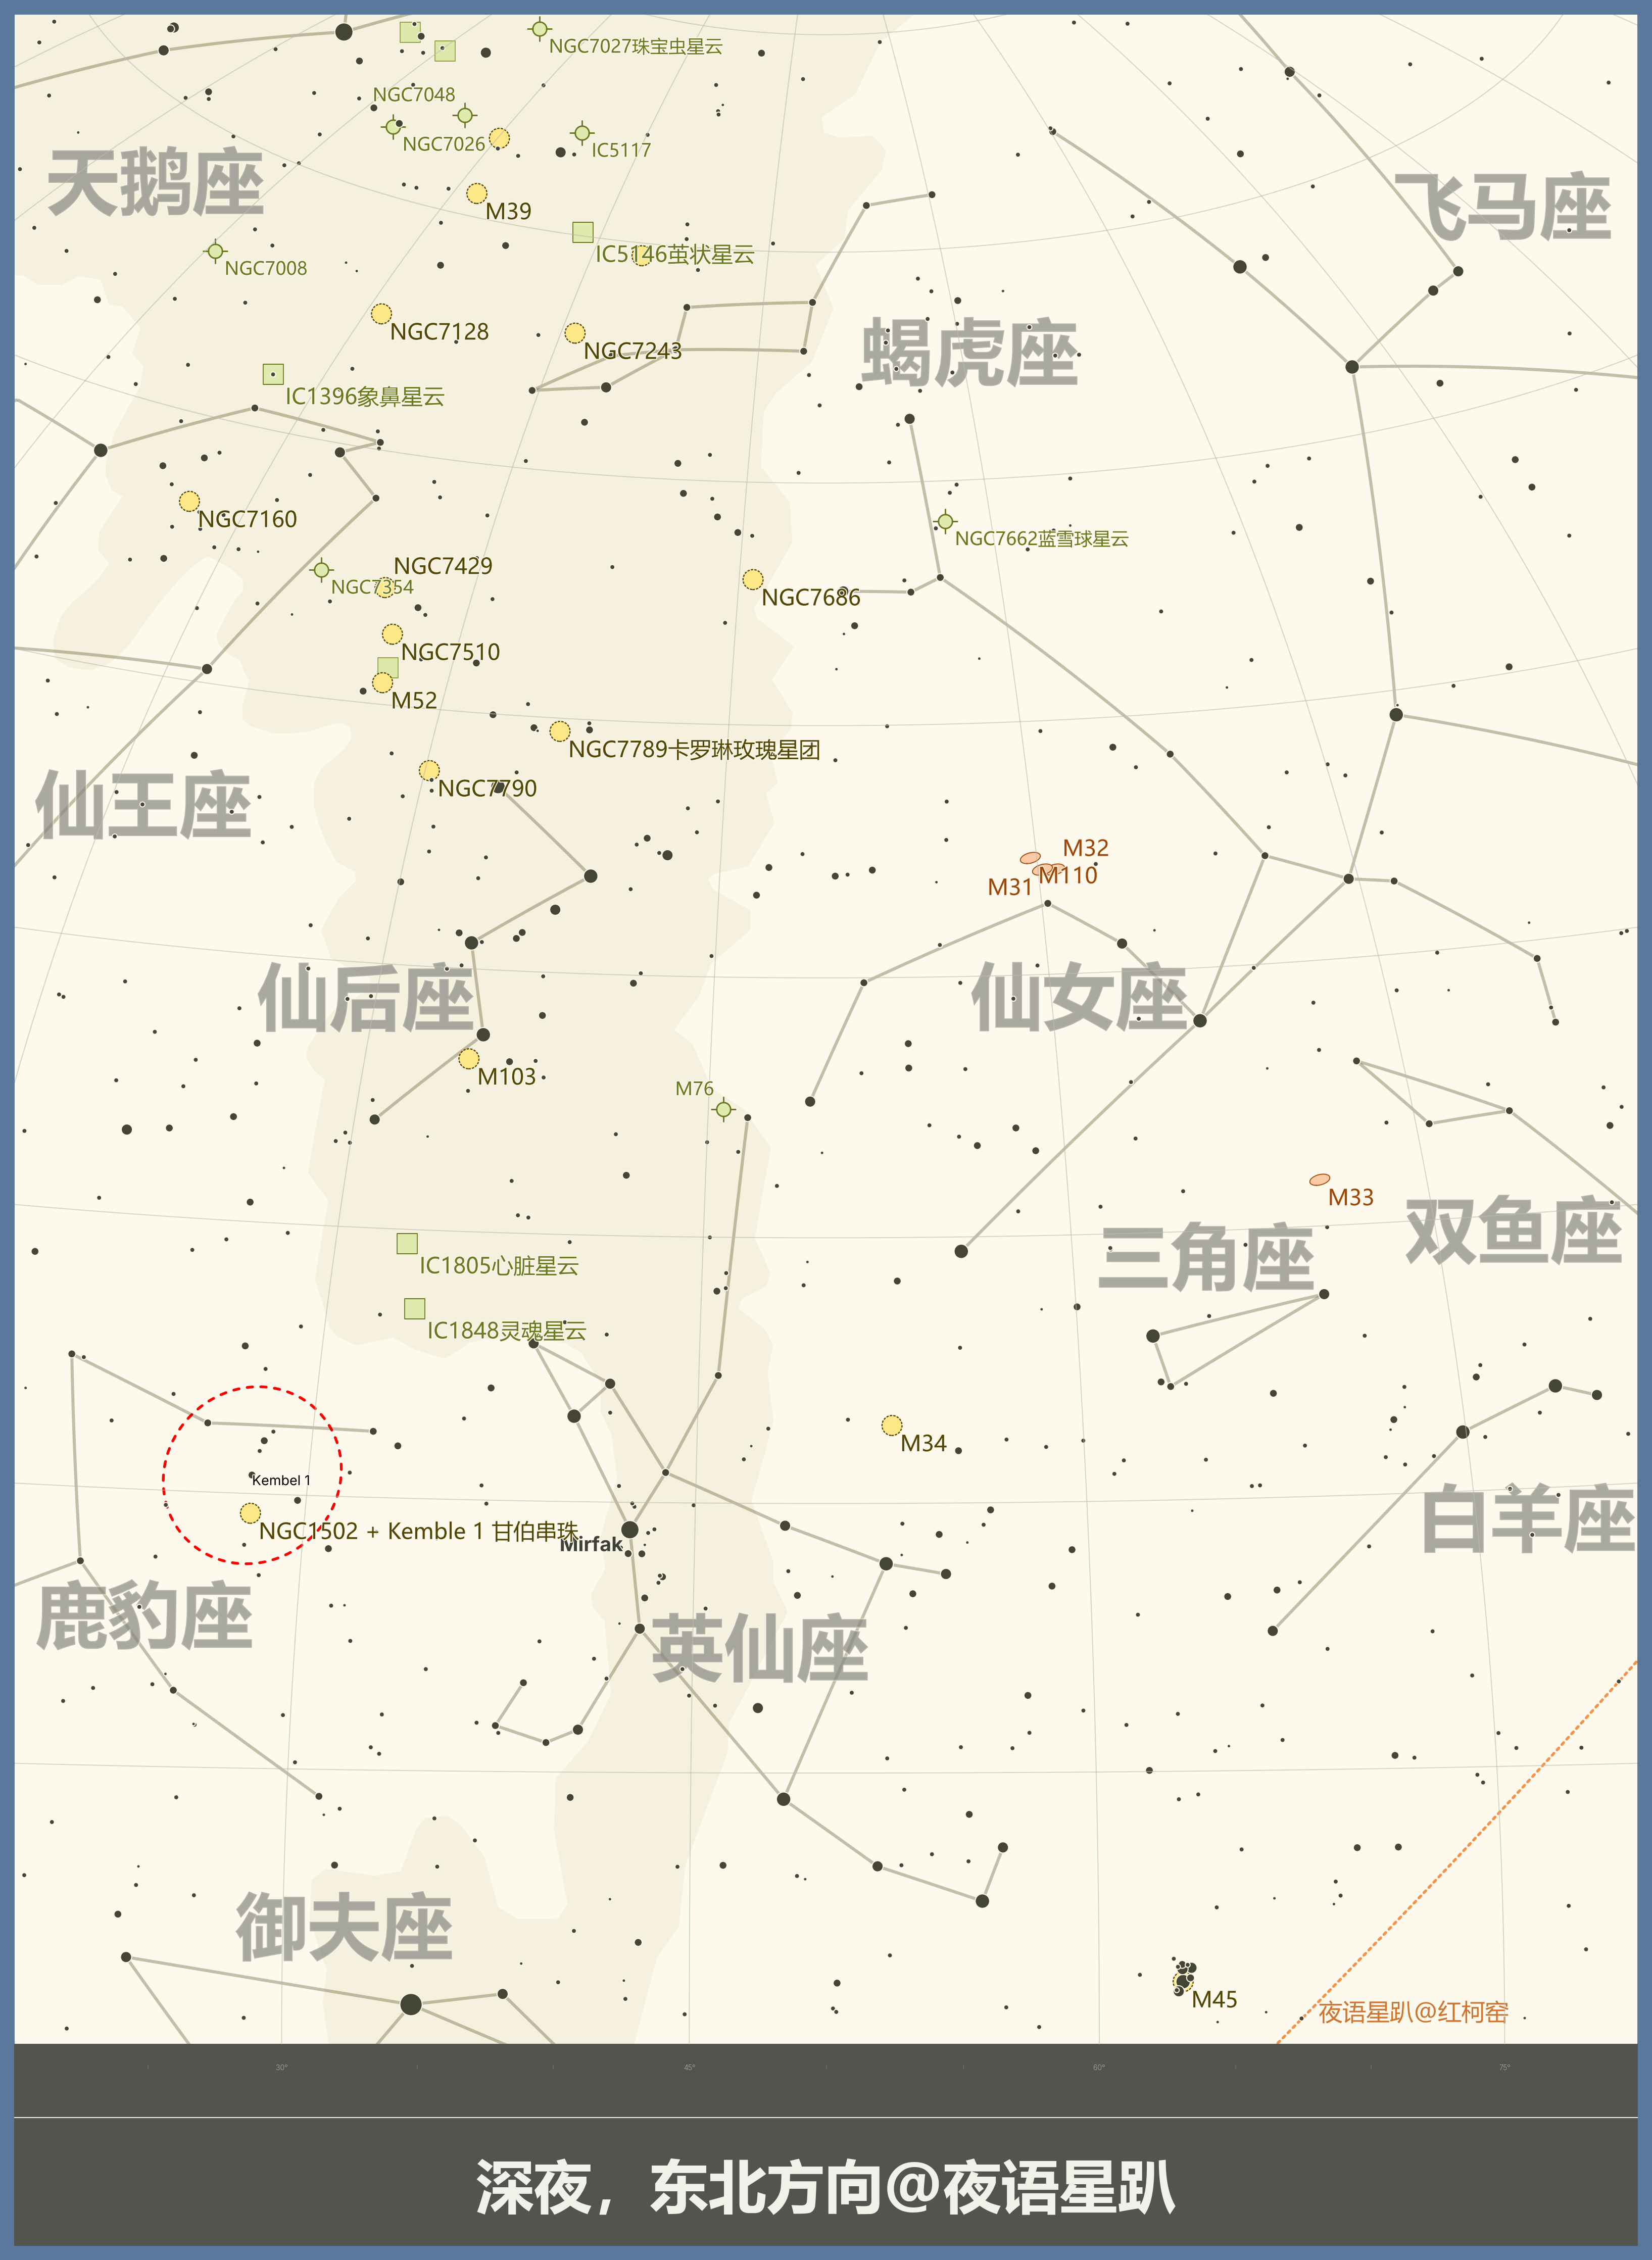 NGC7027珠宝虫星云
NGC7048
NGC7026
IC5117
天鹅座
飞马座
M39
IC5146茧状星云
NGC7008
NGC7128
NGC7243
蝎虎座
IC1396象鼻星云
NGC7160
NGC7662蓝雪球星云
NGC7429
NGC7354
NGC7686
NGC7510
M52
NGC7789卡罗琳玫瑰星团
NGC7790
仙王座
M32
M110
M31
仙后座
仙女座
M103
M76
M33
双鱼座
三角座
IC1805心脏星云
IC1848灵魂星云
M34
Kembel 1
NGC1502 + Kemble 1 甘伯串珠
Mirfak
白羊座
鹿豹座
英仙座
御夫座
M45
夜语星趴@红柯窑
30°
45°
60°
75°
深夜，东北方向@夜语星趴